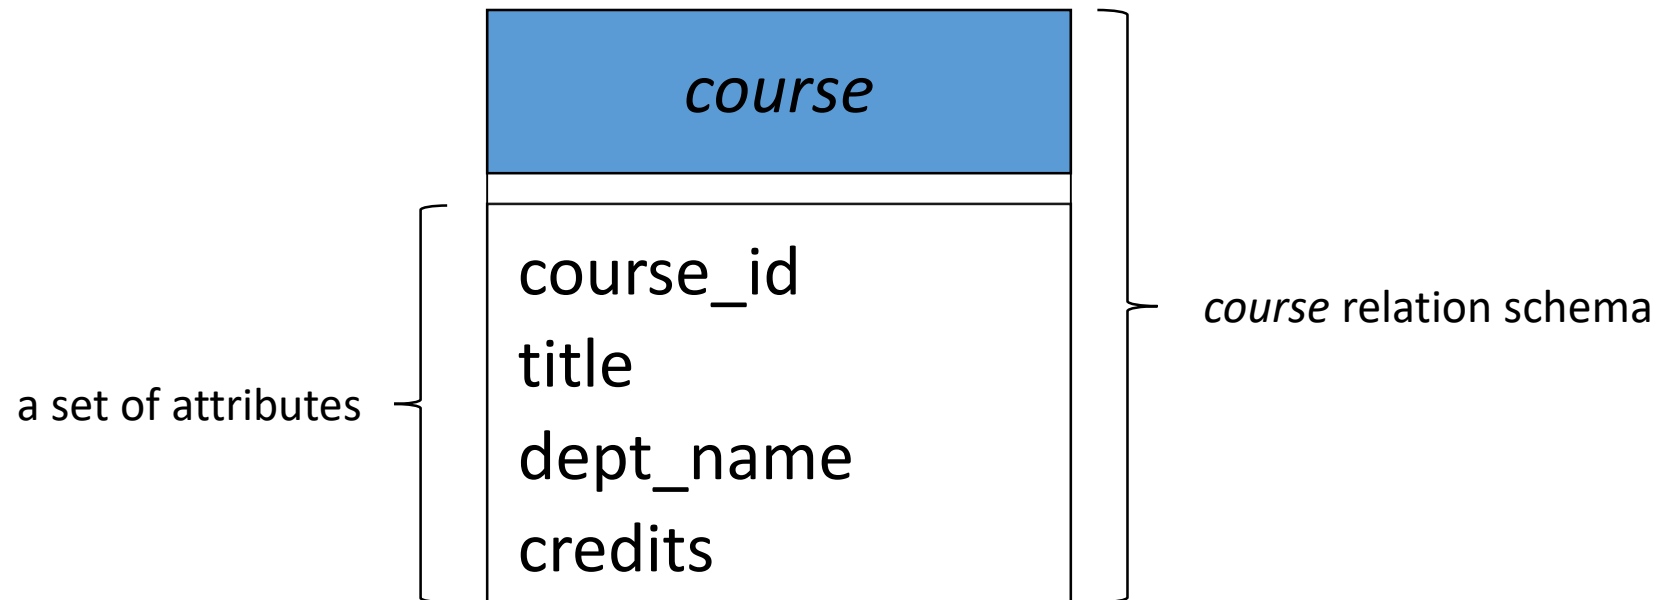 course
course_id
title
dept_name
credits
a set of attributes
course relation schema